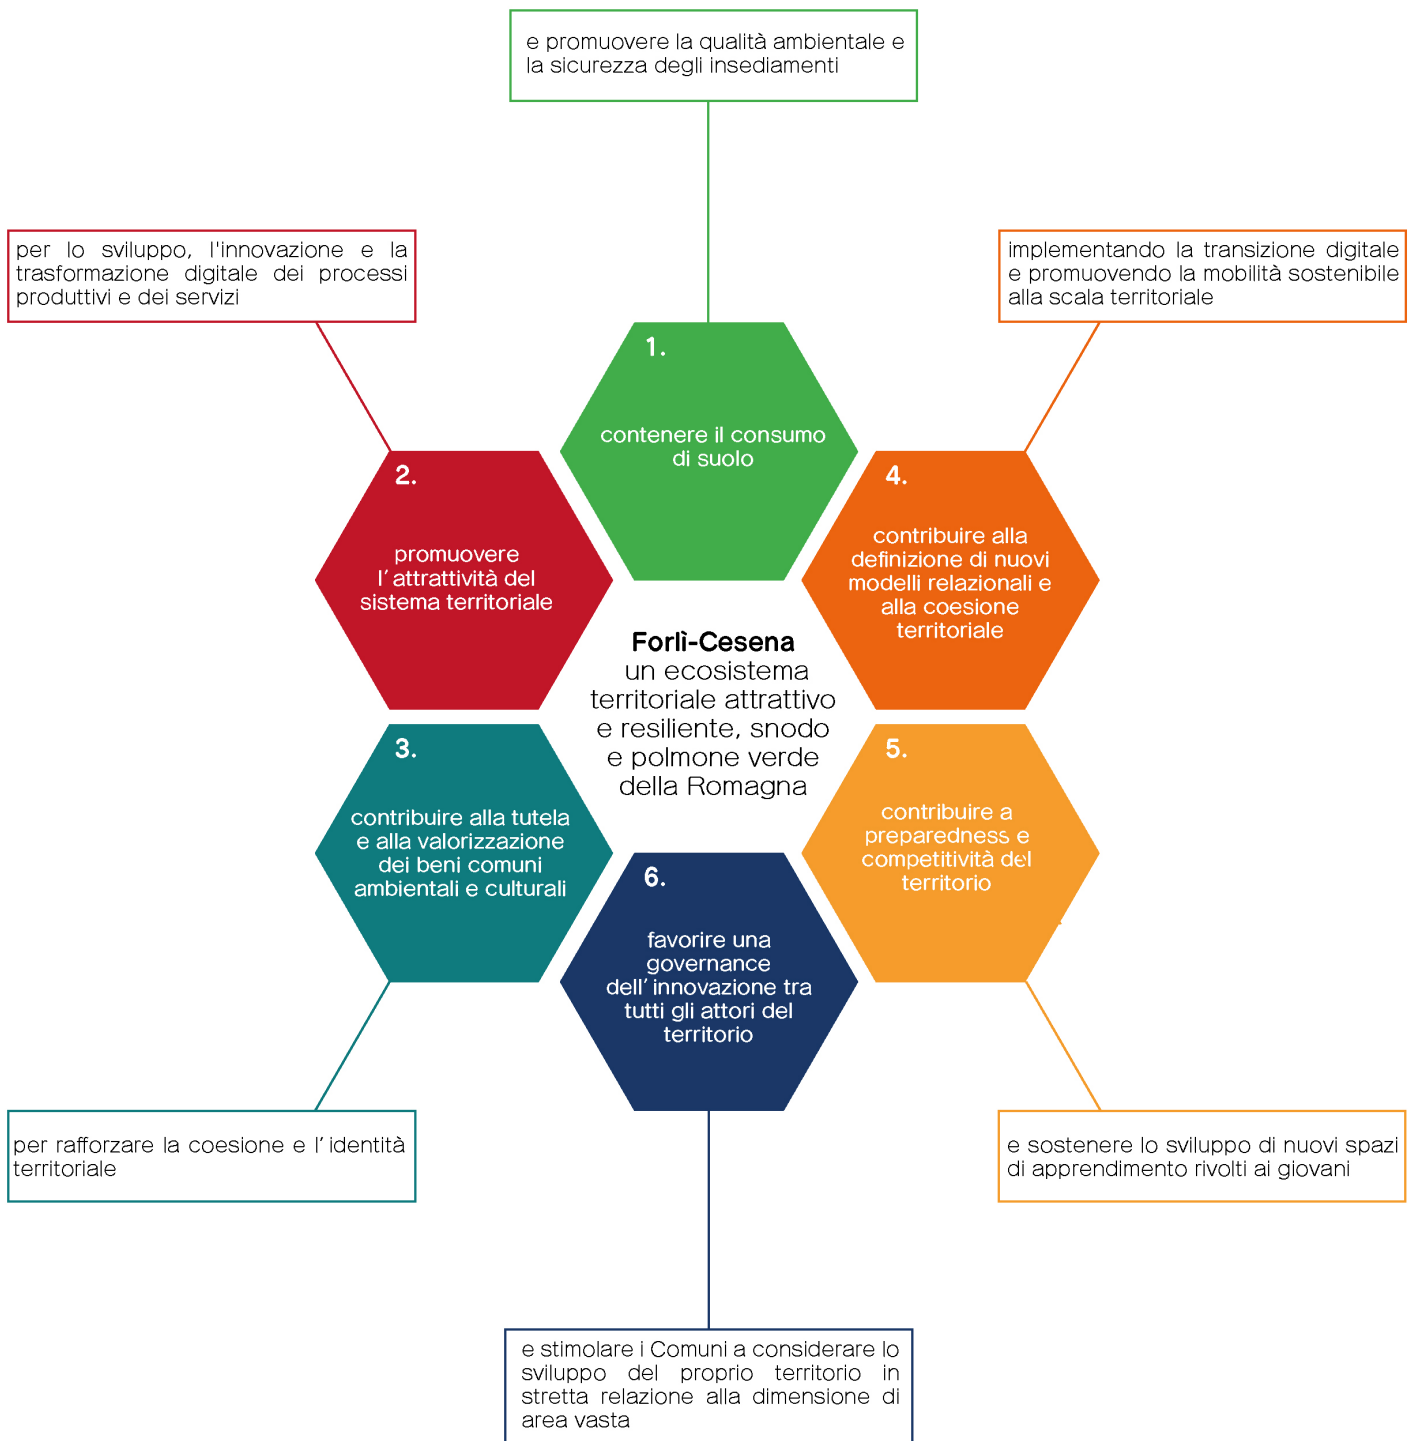 e promuovere la qualità ambientale e
la sicurezza degli insediamenti
per lo sviluppo, l'innovazione e la
trasformazione digitale dei processi
produttivi e dei servizi
implementando la transizione digitale
e promuovendo la mobilità sostenibile
alla scala territoriale
1.
contenere il consumo
di suolo
2.
promuovere
l'attrattività del
sistema territoriale
4.
contribuire alla
definizione di nuovi
modelli relazionali e
alla coesione
territoriale
Forlì-Cesena
un ecosistema
territoriale attrattivo
e resiliente, snodo
e polmone verde
della Romagna
3.
contribuire alla tutela
e alla valorizzazione
dei beni comuni
ambientali e culturali
5.
contribuire a
preparedness e
competitività del
territorio
6.
favorire una
governance
dell'innovazione tra
tutti gli attori del
territorio
per rafforzare la coesione e l'identità
territoriale
e sostenere lo sviluppo di nuovi spazi
di apprendimento rivolti ai giovani
e stimolare i Comuni a considerare lo
sviluppo del proprio territorio in
stretta relazione alla dimensione di
area vasta